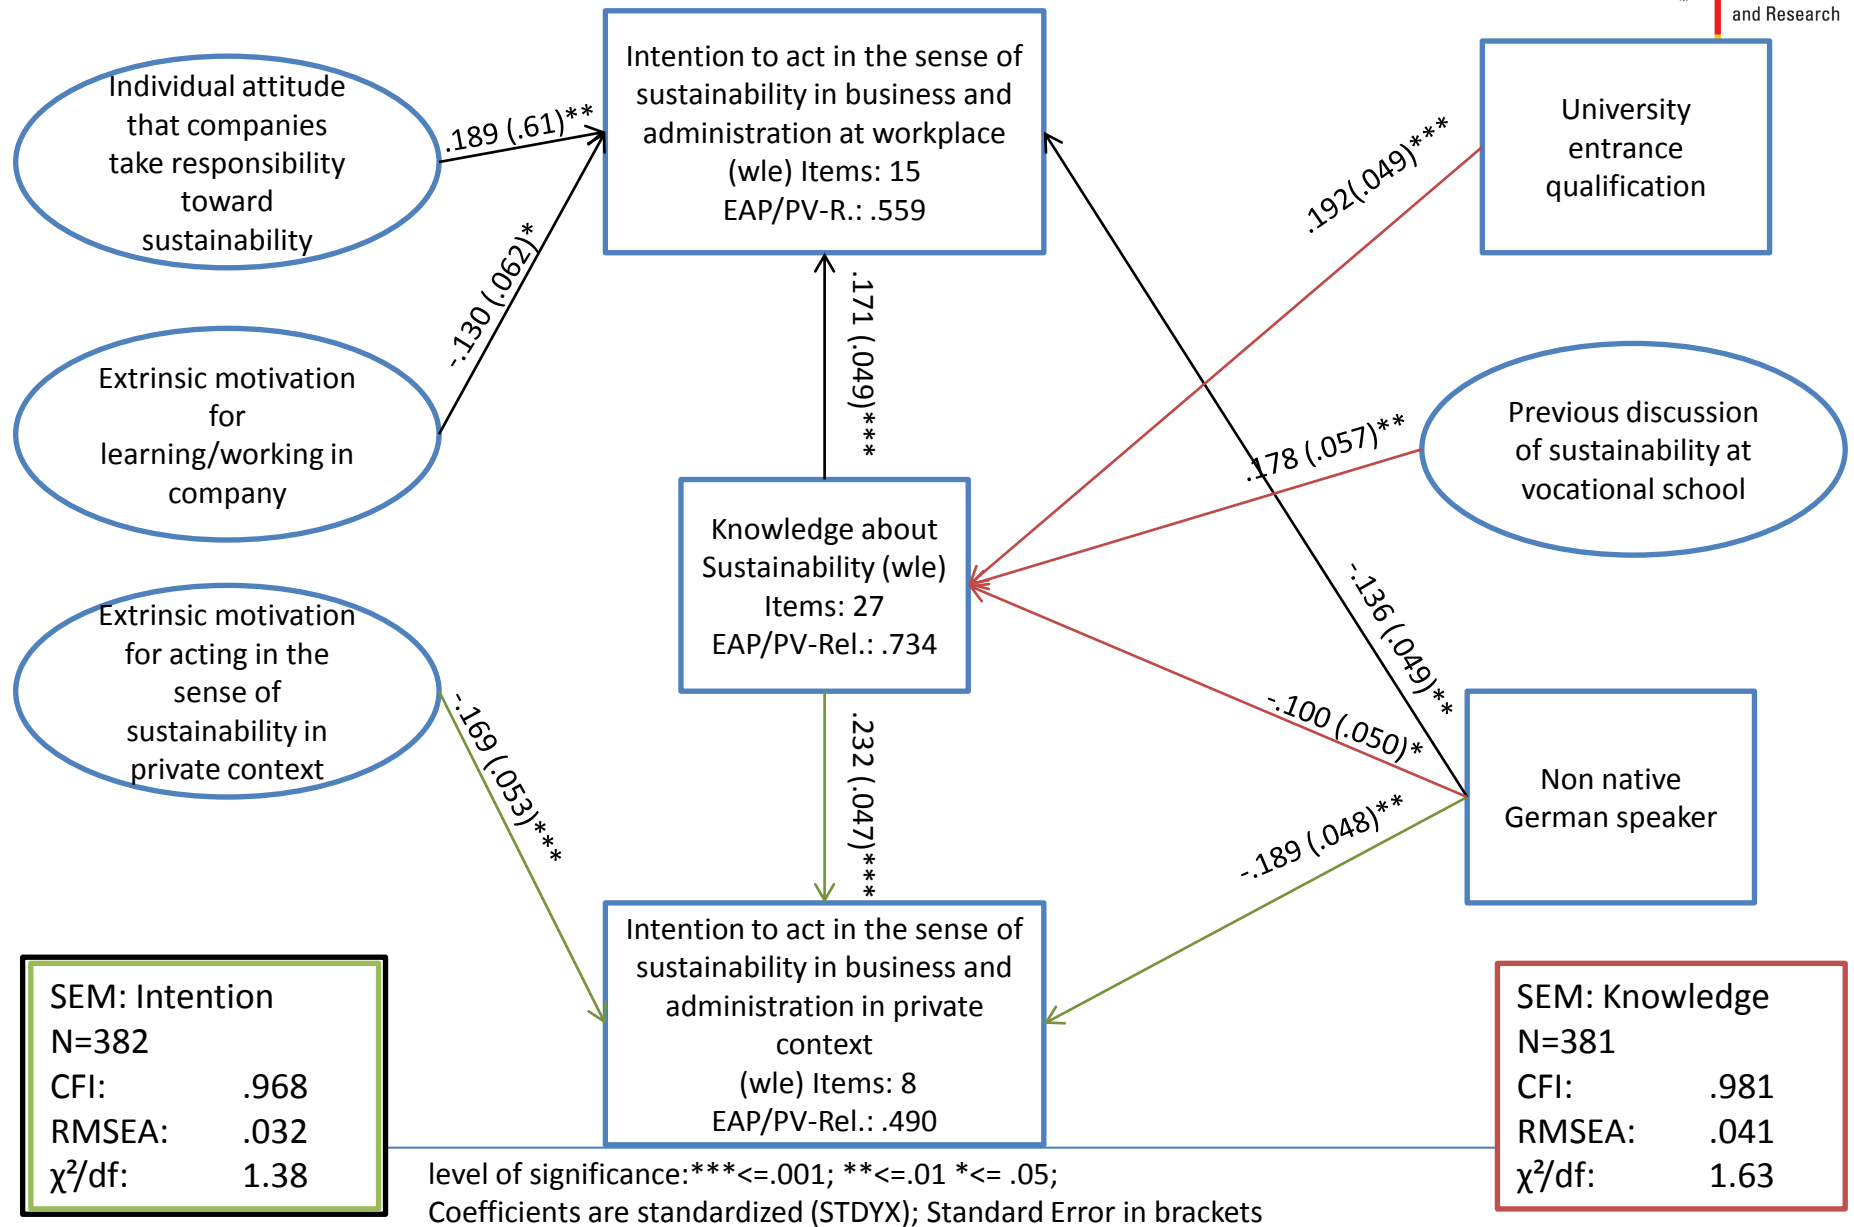 and Research
Individual attitude
that companies
take responsibility
toward
sustainability
.189 (.61)**
Intention to act in the sense of
sustainability in business and
administration at workplace
(wle) Items: 15
EAP/PV-R.: .559
University
entrance
qualification
.192(.049)***
-.130 (.062)*
.171 (.049)***
Extrinsic motivation
for
learning/working in
company
Previous discussion
of sustainability at
vocational school
.178 (.057)**
Knowledge about
Sustainability (wle)
Items: 27
EAP/PV-Rel.: .734
Extrinsic motivation
for acting in the
sense of
sustainability in
private context
-.136 (.049)**
-.100 (.050)*
-.169 (.053)***
.232 (.047)***
-.189 (.048)**
Non native
German speaker
Intention to act in the sense of
sustainability in business and
administration in private
context
(wle) Items: 8
EAP/PV-Rel.: .490
SEM: Intention
N=382
CFI: .968
RMSEA: .032
χ²/df: 1.38
SEM: Knowledge
N=381
CFI: .981
RMSEA: .041
χ²/df: 1.63
level of significance:***<=.001; **<=.01 *<= .05;
Coefficients are standardized (STDYX); Standard Error in brackets